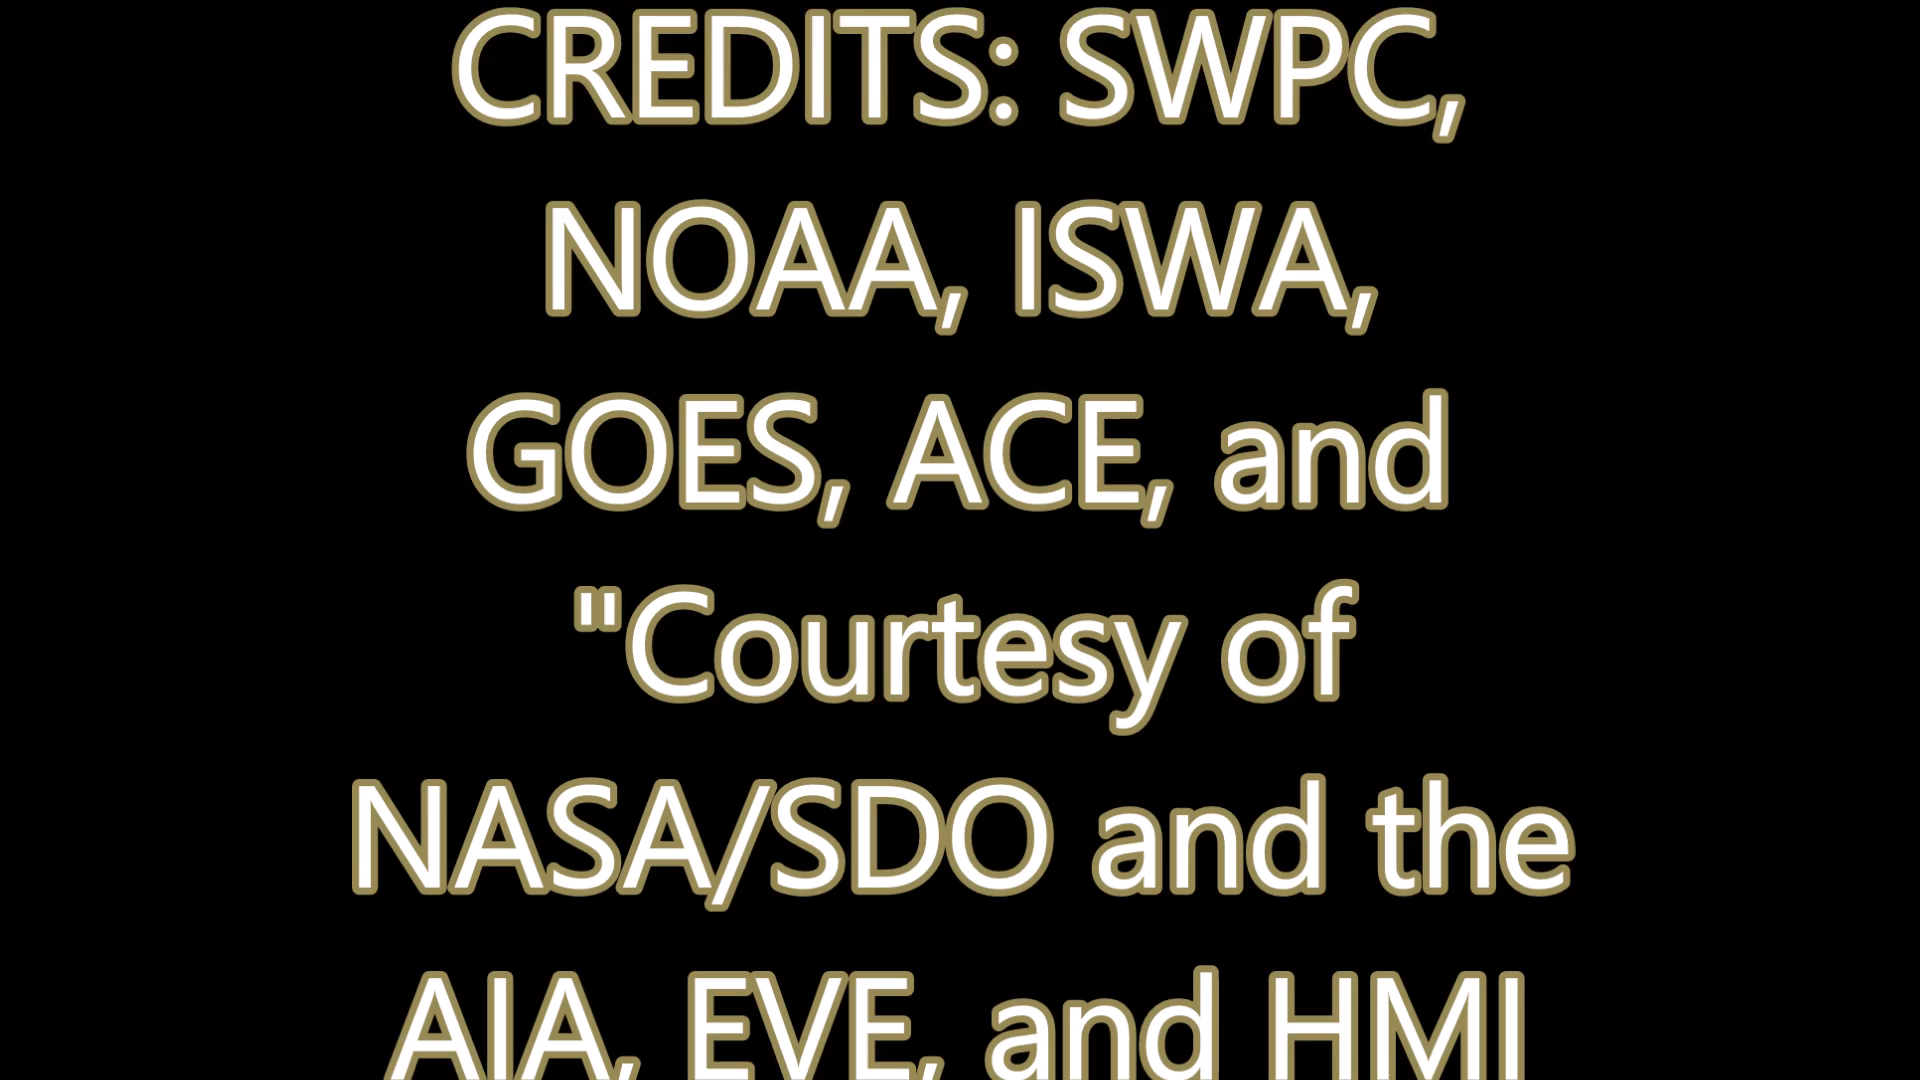 CREDITS: SWPC,
NOAA, ISWA,
GOES, ACE, and
"Courtesy of
NASA/SDO and the
AIA, EVE, and HMI